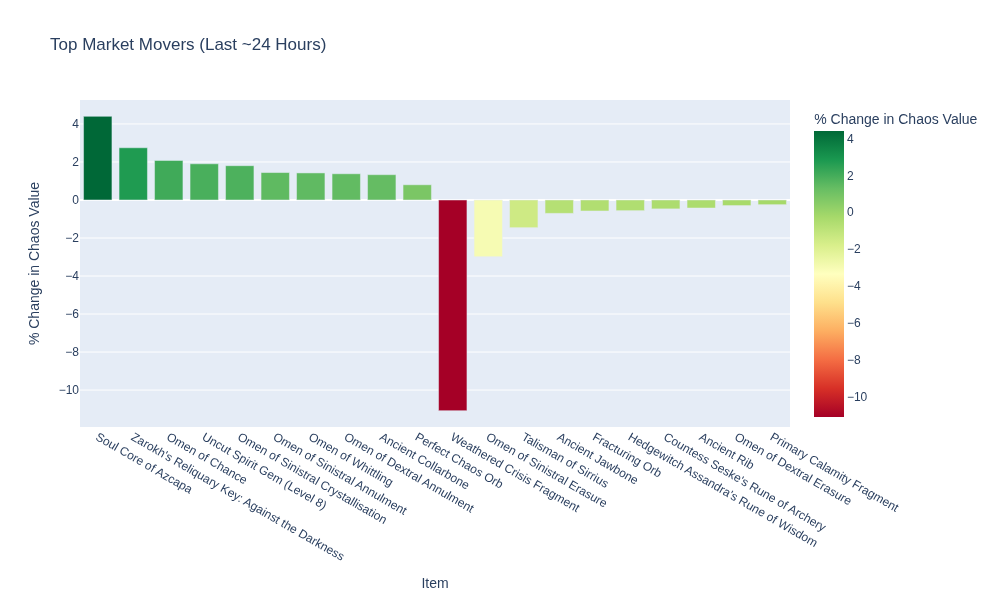 Top Market Movers (Last ~24 Hours)
% Change in Chaos Value
4
2
0
−2
−4
−6
−8
−10
Soul Core of Azcapa
Zarokh's Reliquary Key: Against the Darkness
Omen of Chance
Uncut Spirit Gem (Level 8)
Omen of Sinistral Crystallisation
Omen of Sinistral Annulment
Omen of Whittling
Omen of Dextral Annulment
Ancient Collarbone
Perfect Chaos Orb
Weathered Crisis Fragment
Omen of Sinistral Erasure
Talisman of Sirrius
Ancient Jawbone
Fracturing Orb
Hedgewitch Assandra's Rune of Wisdom
Countess Seske's Rune of Archery
Ancient Rib
Omen of Dextral Erasure
Primary Calamity Fragment
Item
% Change in Chaos Value
4
2
0
−2
−4
−6
−8
−10